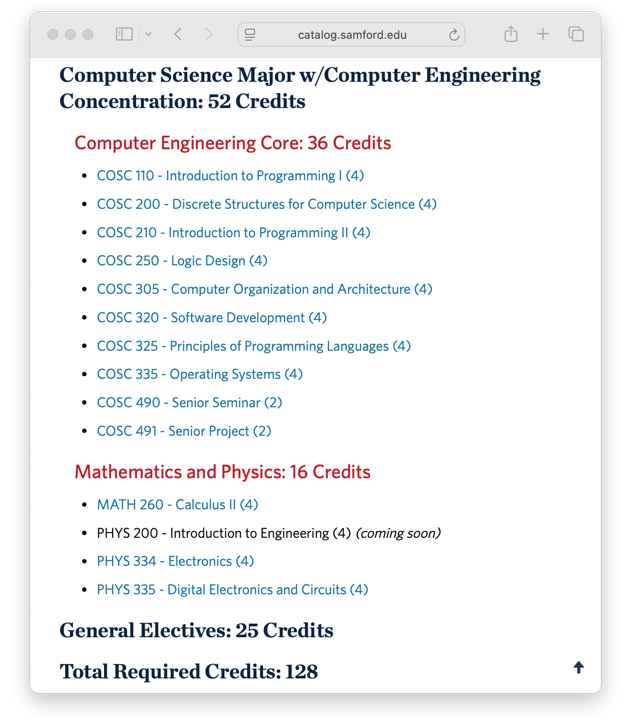 catalog.samford.edu
Computer Science Major w/Computer Engineering
Concentration: 52 Credits
Computer Engineering Core: 36 Credits
• COSC 110 - Introduction to Programming I (4)
• COSC 200 - Discrete Structures for Computer Science (4)
• COSC 210 - Introduction to Programming II (4)
• COSC 250 - Logic Design (4)
• COSC 305 - Computer Organization and Architecture (4)
• COSC 320 - Software Development (4)
• COSC 325 - Principles of Programming Languages (4)
• COSC 335 - Operating Systems (4)
• COSC 490 - Senior Seminar (2)
• COSC 491 - Senior Project (2)
Mathematics and Physics: 16 Credits
• MATH 260 - Calculus II (4)
• PHYS 200 - Introduction to Engineering (4) (coming soon)
• PHYS 334 - Electronics (4)
• PHYS 335 - Digital Electronics and Circuits (4)
General Electives: 25 Credits
Total Required Credits: 128